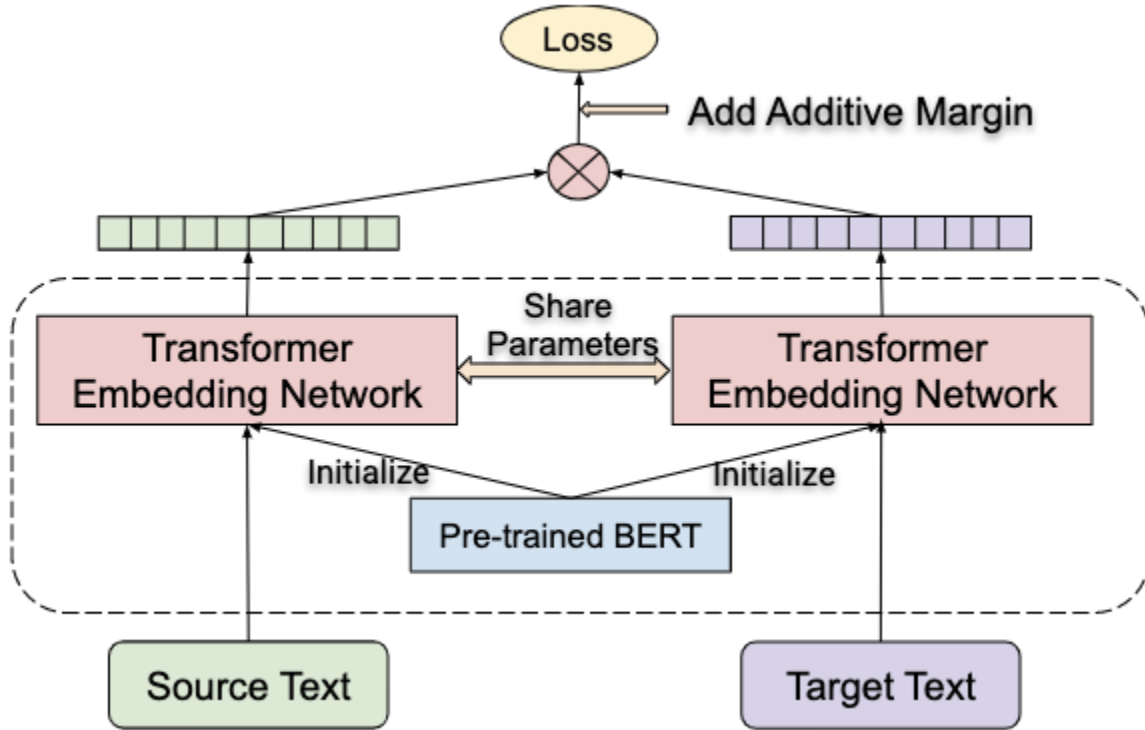 Loss
Add Additive Margin
Share
Parameters
Transformer
Embedding Network
Transformer
Embedding Network
Initialize
Initialize
Pre-trained BERT
Source Text
Target Text